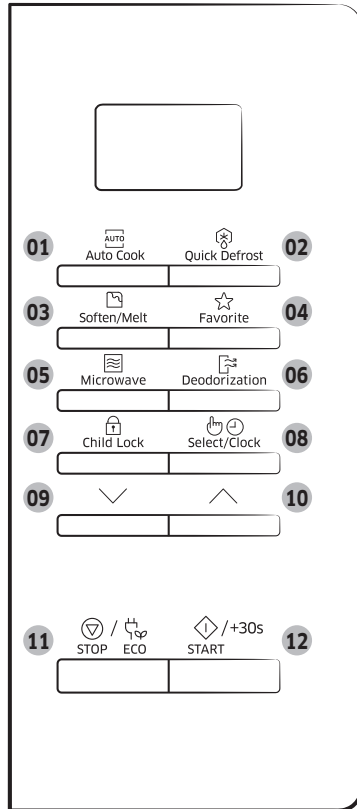 AUTO
01 Auto Cook Quick Defrost 02
03 Soften/Melt Favorite 04
05 Microwave Deodorization 06
07 Child Lock Select/Clock 08
09 10
/ /+30s
11 STOP ECO START 12